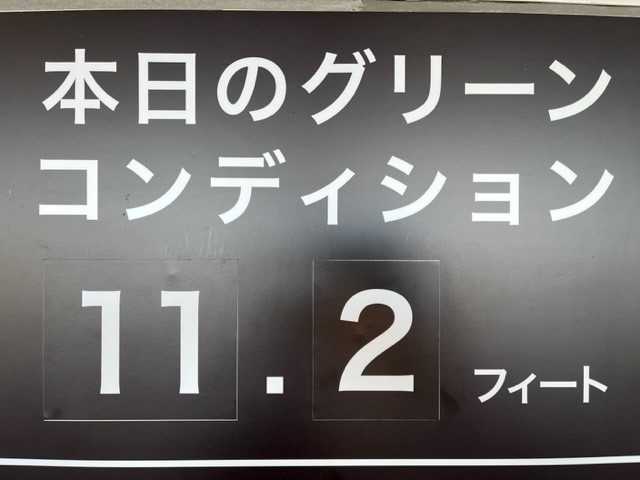 本日のグリーン
コンディション
11.2 フィート